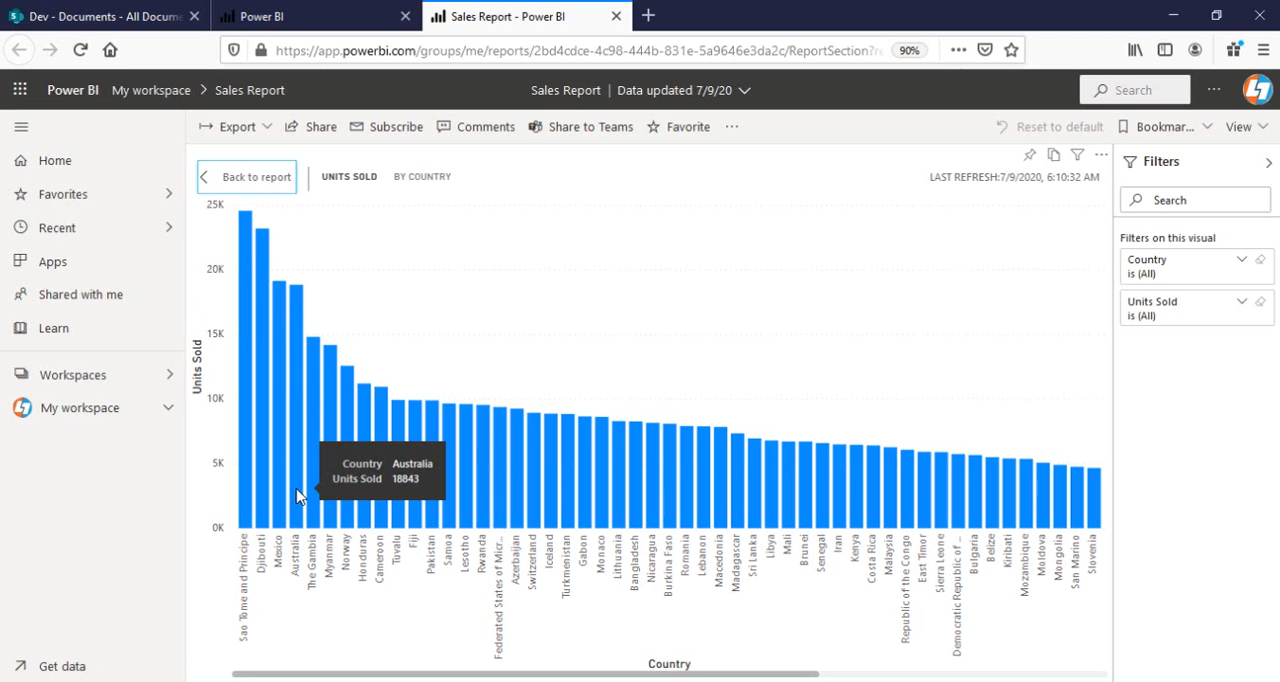 Dev - Documents - All Docume
Power BI
Sales Report - Power BI
https://app.powerbi.com/groups/me/reports/2bd4cdce-4c98-444b-831e-5a9646e3da2c/ReportSection?re
90%
Power BI My workspace > Sales Report
Sales Report | Data updated 7/9/20
Search
Export Share Subscribe Comments Share to Teams Favorite ...
Reset to default Bookmar... View
Home
Favorites
Recent
Apps
Shared with me
Learn
Workspaces
My workspace
Get data
Back to report
UNITS SOLD BY COUNTRY
LAST REFRESH:7/9/2020, 6:10:32 AM
Units Sold
25K
20K
15K
10K
5K
0K
Country Australia
Units Sold 18843
Sao Tome and Principe
Djibouti
Mexico
Australia
The Gambia
Myanmar
Norway
Honduras
Cameroon
Tuvalu
Fiji
Pakistan
Samoa
Lesotho
Rwanda
Federated States of Micr...
Azerbaijan
Switzerland
Iceland
Turkmenistan
Gabon
Monaco
Lithuania
Bangladesh
Nicaragua
Burkina Faso
Romania
Lebanon
Macedonia
Madagascar
Sri Lanka
Libya
Mali
Brunei
Senegal
Iran
Kenya
Costa Rica
Malaysia
Republic of the Congo
East Timor
Sierra Leone
Democratic Republic of ...
Bulgaria
Belize
Kiribati
Mozambique
Moldova
Mongolia
San Marino
Slovenia
Country
Filters
Search
Filters on this visual
Country
is (All)
Units Sold
is (All)